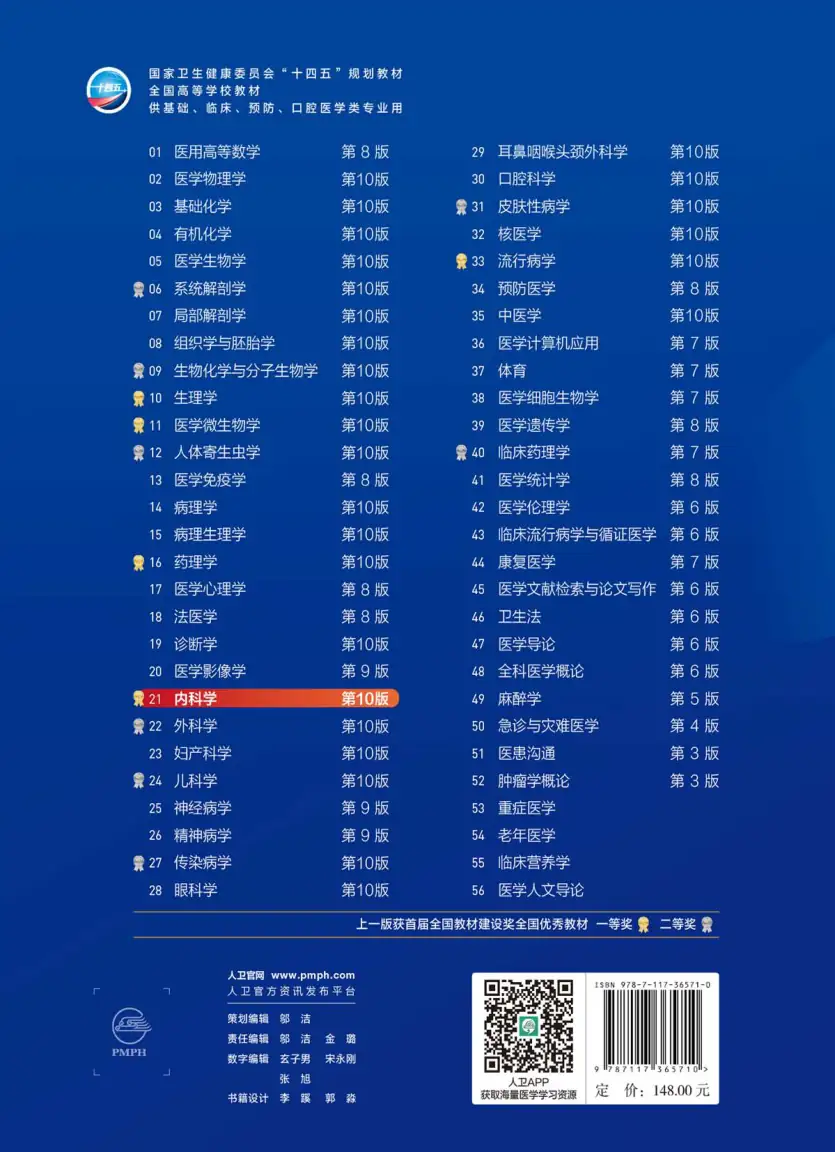 十四五
国家卫生健康委员会“十四五”规划教材
全国高等学校教材
供基础、临床、预防、口腔医学类专业用
01 医用高等数学 第 8 版
02 医学物理学 第10版
03 基础化学 第10版
04 有机化学 第10版
05 医学生物学 第10版
06 系统解剖学 第10版
07 局部解剖学 第10版
08 组织学与胚胎学 第10版
09 生物化学与分子生物学 第10版
10 生理学 第10版
11 医学微生物学 第10版
12 人体寄生虫学 第10版
13 医学免疫学 第 8 版
14 病理学 第10版
15 病理生理学 第10版
16 药理学 第10版
17 医学心理学 第 8 版
18 法医学 第 8 版
19 诊断学 第10版
20 医学影像学 第 9 版
21 内科学 第10版
22 外科学 第10版
23 妇产科学 第10版
24 儿科学 第10版
25 神经病学 第 9 版
26 精神病学 第 9 版
27 传染病学 第10版
28 眼科学 第10版
29 耳鼻咽喉头颈外科学 第10版
30 口腔科学 第10版
31 皮肤性病学 第10版
32 核医学 第10版
33 流行病学 第10版
34 预防医学 第 8 版
35 中医学 第10版
36 医学计算机应用 第 7 版
37 体育 第 7 版
38 医学细胞生物学 第 7 版
39 医学遗传学 第 8 版
40 临床药理学 第 7 版
41 医学统计学 第 8 版
42 医学伦理学 第 6 版
43 临床流行病学与循证医学 第 6 版
44 康复医学 第 7 版
45 医学文献检索与论文写作 第 6 版
46 卫生法 第 6 版
47 医学导论 第 6 版
48 全科医学概论 第 6 版
49 麻醉学 第 5 版
50 急诊与灾难医学 第 4 版
51 医患沟通 第 3 版
52 肿瘤学概论 第 3 版
53 重症医学
54 老年医学
55 临床营养学
56 医学人文导论
上一版获首届全国教材建设奖全国优秀教材 一等奖 二等奖
PMPH
人卫官网 www.pmph.com
人卫官方资讯发布平台
策划编辑 邬 洁
责任编辑 邬 洁 金 璐
数字编辑 玄子男 宋永刚
张 旭
书籍设计 李 蹊 郭 淼
人卫APP
获取海量医学学习资源
ISBN 978-7-117-36571-0
9 787117 365710 >
定 价：148.00 元